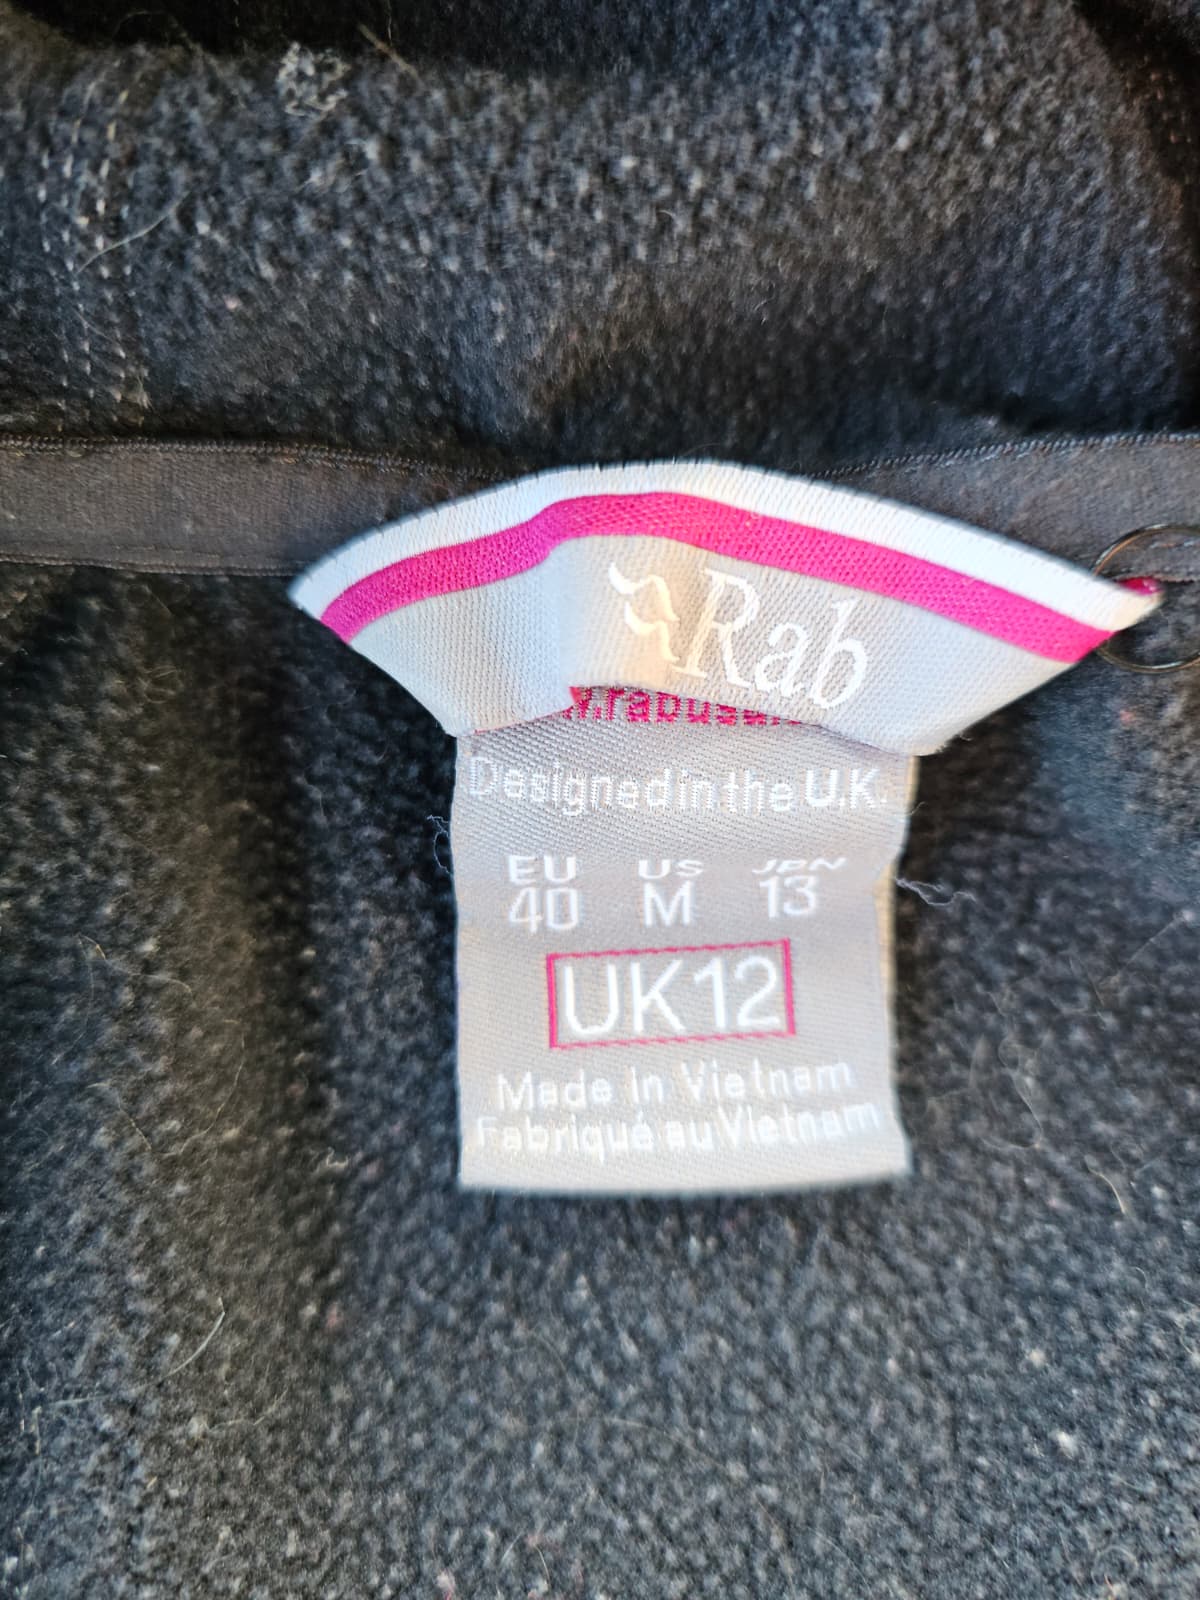 Rab
Designed in the U.K.
EU US JPN
40 M 13
UK12
Made In Vietnam
Fabriqué au Vietnam